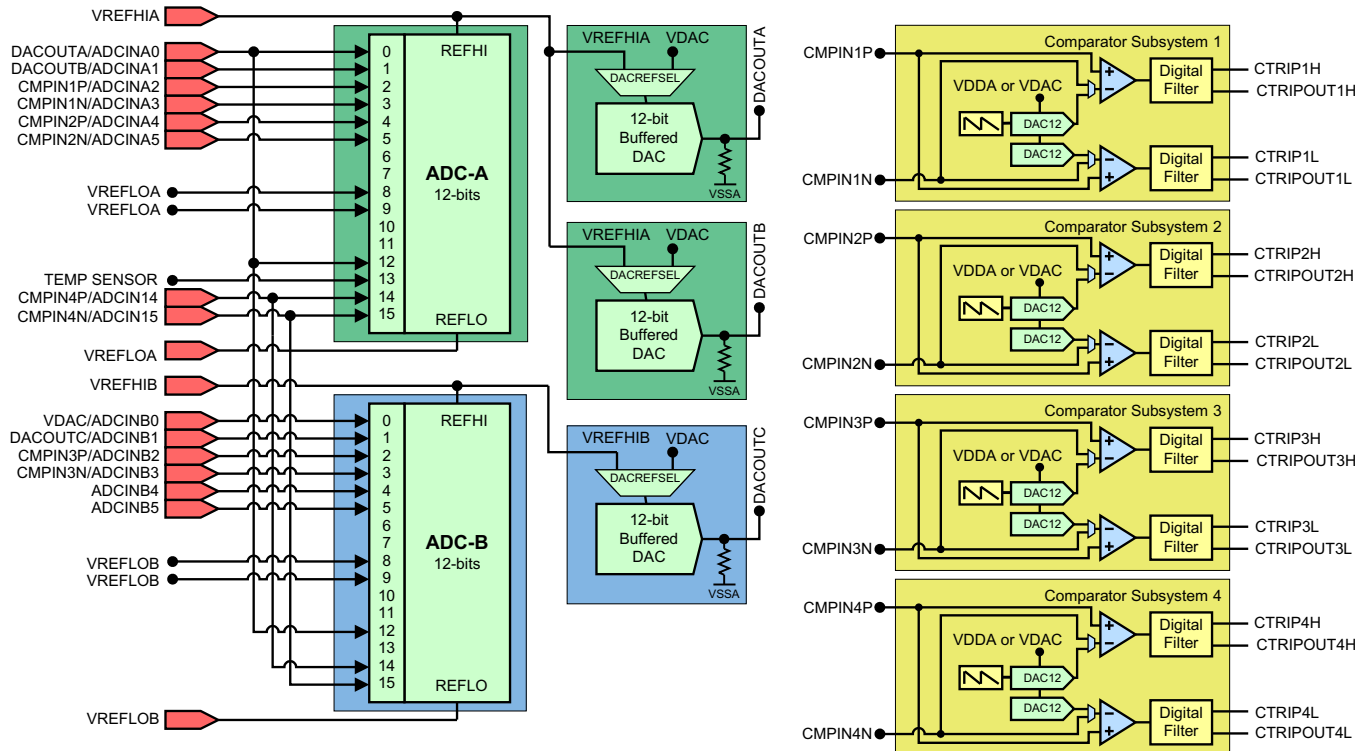 VREFHIA
DACOUTA/ADCINA0
DACOUTB/ADCINA1
CMPIN1P/ADCINA2
CMPIN1N/ADCINA3
CMPIN2P/ADCINA4
CMPIN2N/ADCINA5
VREFLOA
VREFLOA
TEMP SENSOR
CMPIN4P/ADCIN14
CMPIN4N/ADCIN15
VREFLOA
REFHI
0
1
2
3
4
5
6
7
8
9
10
11
12
13
14
15
ADC-A
12-bits
REFLO
VREFHIB
VDAC/ADCINB0
DACOUTC/ADCINB1
CMPIN3P/ADCINB2
CMPIN3N/ADCINB3
ADCINB4
ADCINB5
VREFLOB
VREFLOB
VREFLOB
REFHI
0
1
2
3
4
5
6
7
8
9
10
11
12
13
14
15
ADC-B
12-bits
REFLO
VREFHIA
VDAC
DACREFSEL
12-bit
Buffered
DAC
VSSA
DACOUTA
VREFHIA
VDAC
DACREFSEL
12-bit
Buffered
DAC
VSSA
DACOUTB
VREFHIB
VDAC
DACREFSEL
12-bit
Buffered
DAC
VSSA
DACOUTC
Comparator Subsystem 1
CMPIN1P
CMPIN1N
VDDA or VDAC
DAC12
DAC12
Digital
Filter
Digital
Filter
CTRIP1H
CTRIPOUT1H
CTRIP1L
CTRIPOUT1L
Comparator Subsystem 2
CMPIN2P
CMPIN2N
VDDA or VDAC
DAC12
DAC12
Digital
Filter
Digital
Filter
CTRIP2H
CTRIPOUT2H
CTRIP2L
CTRIPOUT2L
Comparator Subsystem 3
CMPIN3P
CMPIN3N
VDDA or VDAC
DAC12
DAC12
Digital
Filter
Digital
Filter
CTRIP3H
CTRIPOUT3H
CTRIP3L
CTRIPOUT3L
Comparator Subsystem 4
CMPIN4P
CMPIN4N
VDDA or VDAC
DAC12
DAC12
Digital
Filter
Digital
Filter
CTRIP4H
CTRIPOUT4H
CTRIP4L
CTRIPOUT4L